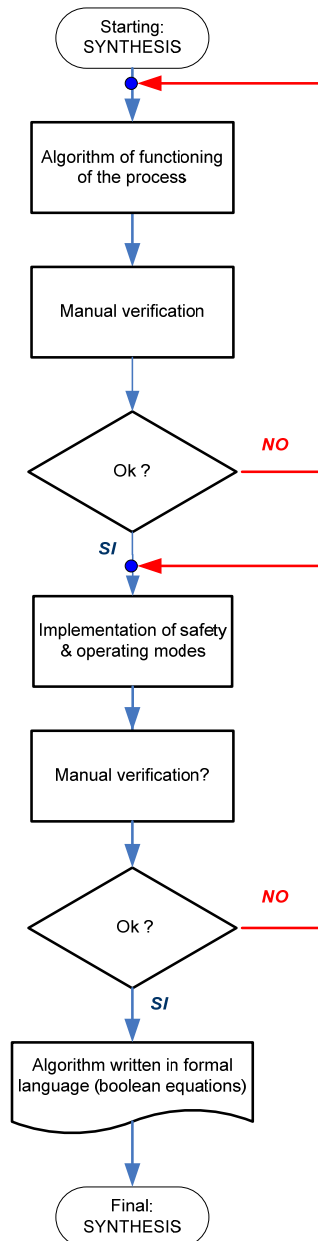 Starting:
SYNTHESIS
Algorithm of functioning
of the process
Manual verification
Ok ?
NO
SI
Implementation of safety
& operating modes
Manual verification?
Ok ?
NO
SI
Algorithm written in formal
language (boolean equations)
Final:
SYNTHESIS